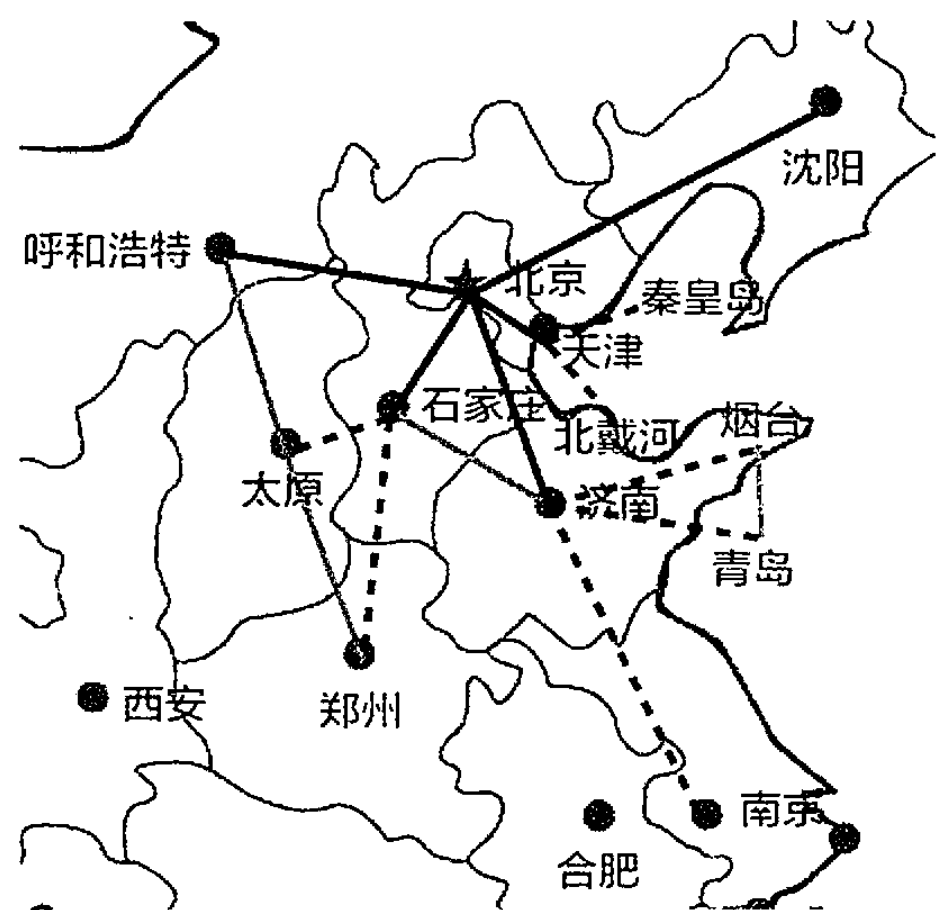 沈阳
呼和浩特
北京
秦皇岛
天津
石家庄
烟台
北戴河
太原
济南
青岛
西安
郑州
南京
合肥